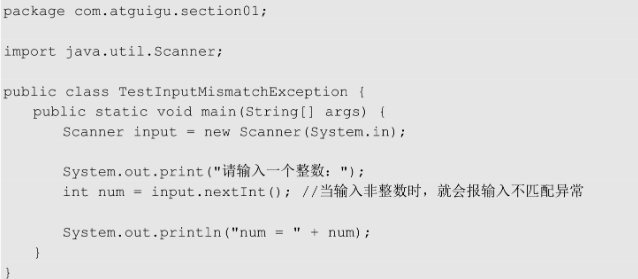 package com.atguigu.section01;
import java.util.Scanner;
public class TestInputMismatchException {
public static void main(String[] args) {
Scanner input = new Scanner(System.in);
System.out.print("请输入一个整数：");
int num = input.nextInt(); //当输入非整数时，就会报输入不匹配异常
System.out.println("num = " + num);
}
}